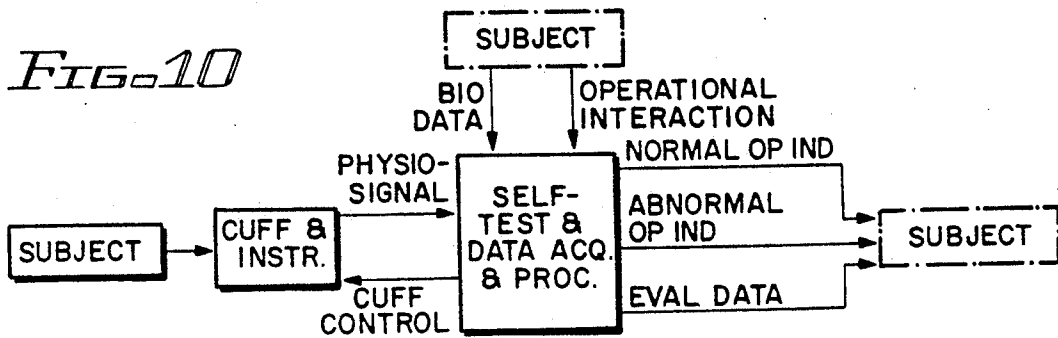 FIG. 10
SUBJECT
BIO
DATA
OPERATIONAL
INTERACTION
PHYSIO-
SIGNAL
NORMAL OP IND
SUBJECT
CUFF &
INSTR.
SELF-
TEST &
DATA ACQ.
& PROC.
ABNORMAL
OP IND
SUBJECT
CUFF
CONTROL
EVAL DATA